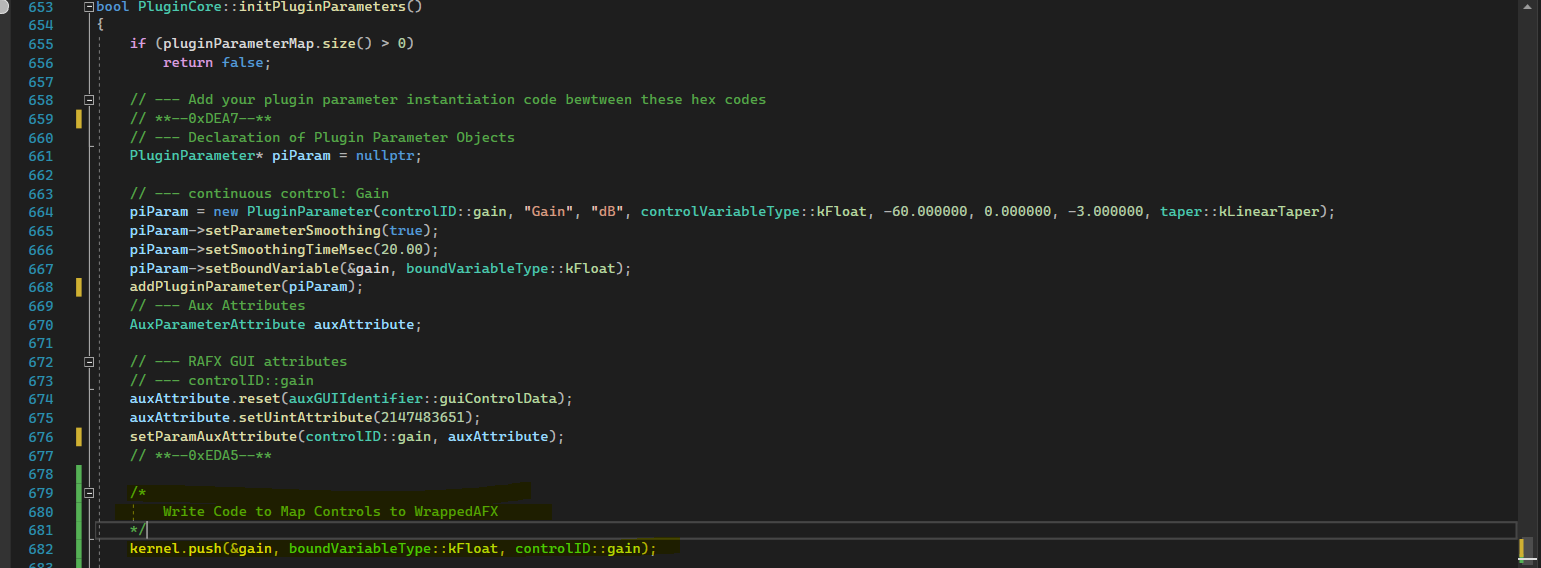 653 bool PluginCore::initPluginParameters()
654 {
655 if (pluginParameterMap.size() > 0)
656 return false;
657
658 // --- Add your plugin parameter instantiation code bewtween these hex codes
659 // **--0xDEA7--**
660 // --- Declaration of Plugin Parameter Objects
661 PluginParameter* piParam = nullptr;
662
663 // --- continuous control: Gain
664 piParam = new PluginParameter(controlID::gain, "Gain", "dB", controlVariableType::kFloat, -60.000000, 0.000000, -3.000000, taper::kLinearTaper);
665 piParam->setParameterSmoothing(true);
666 piParam->setSmoothingTimeMsec(20.00);
667 piParam->setBoundVariable(&gain, boundVariableType::kFloat);
668 addPluginParameter(piParam);
669 // --- Aux Attributes
670 AuxParameterAttribute auxAttribute;
671
672 // --- RAFX GUI attributes
673 // --- controlID::gain
674 auxAttribute.reset(auxGUIIdentifier::guiControlData);
675 auxAttribute.setUintAttribute(2147483651);
676 setParamAuxAttribute(controlID::gain, auxAttribute);
677 // **--0xEDA5--**
678
679 /*
680 Write Code to Map Controls to WrappedAFX
681 */
682 kernel.push(&gain, boundVariableType::kFloat, controlID::gain);
683